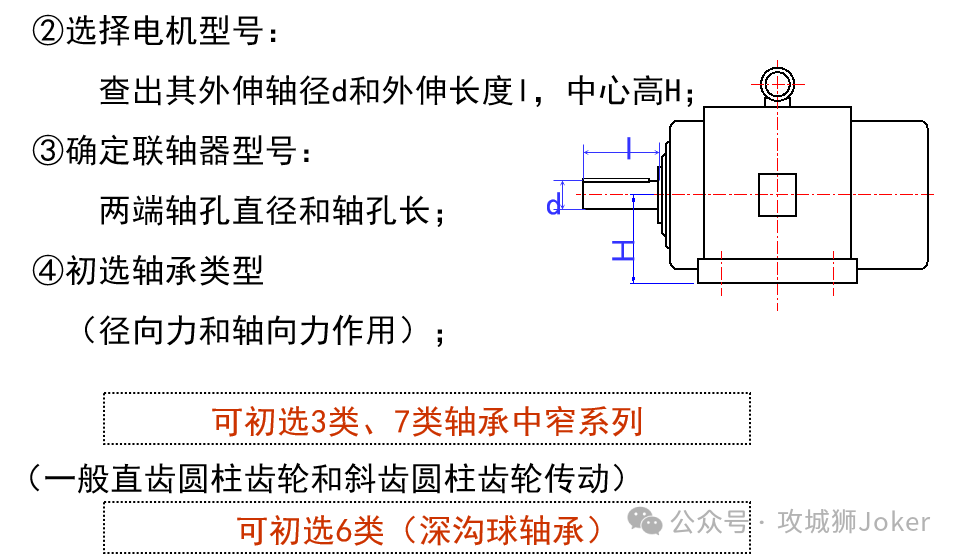 ②选择电机型号：
查出其外伸轴径d和外伸长度l，中心高H；
③确定联轴器型号：
两端轴孔直径和轴孔长；
④初选轴承类型
（径向力和轴向力作用）；
l
d
H
可初选3类、7类轴承中窄系列
（一般直齿圆柱齿轮和斜齿圆柱齿轮传动）
可初选6类（深沟球轴承）
公众号·攻城狮Joker